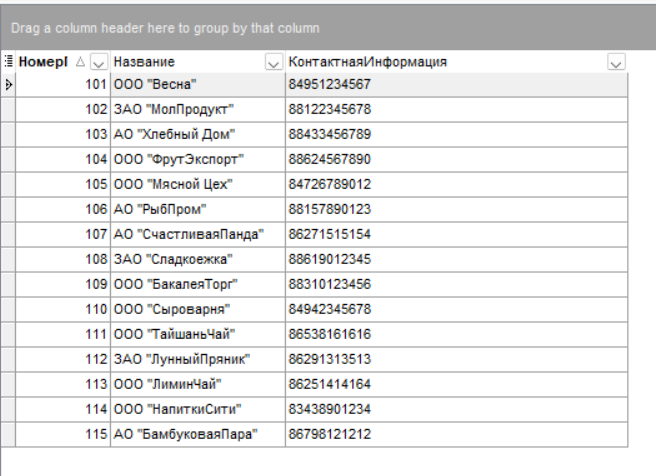 Drag a column header here to group by that column
НомерГ Название КонтактнаяИнформация
101 ООО "Весна" 84951234567
102 ЗАО "МолПродукт" 88122345678
103 АО "Хлебный Дом" 88433456789
104 ООО "ФрутЭкспорт" 88624567890
105 ООО "Мясной Цех" 84726789012
106 АО "РыбПром" 88157890123
107 АО "СчастливаяПанда" 86271515154
108 ЗАО "Сладкоежка" 88619012345
109 ООО "БакалеяТорг" 88310123456
110 ООО "Сыроварня" 84942345678
111 ООО "ТайшаньЧай" 86538161616
112 ЗАО "ЛунныйПряник" 86291313513
113 ООО "ЛиминЧай" 86251414164
114 ООО "НапиткиСити" 83438901234
115 АО "БамбуковаяПара" 86798121212